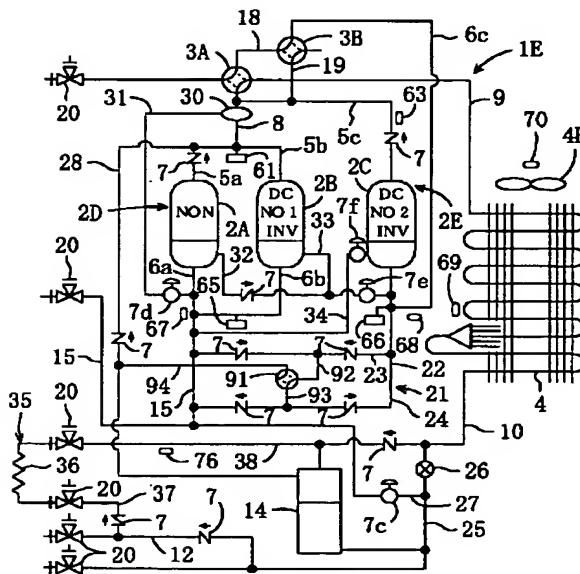 3A 18 3B 6c 1E
20 31 30 19 63 9
8 5c 70 4F
28 7 61 5b 7
5a 2C
2D NON 2A DC NO 1 INV 2B 7f DC NO 2 INV 2E
33
20 6a 32 7e 69
7d 6b
67 65 7 34 66 68
7 7 7
15 94 91 92 23 22
15 93 21
24 4
20 7 7
35 76 38 7 10
36 26
20 37 14 27
7 7 7c 25
20 12